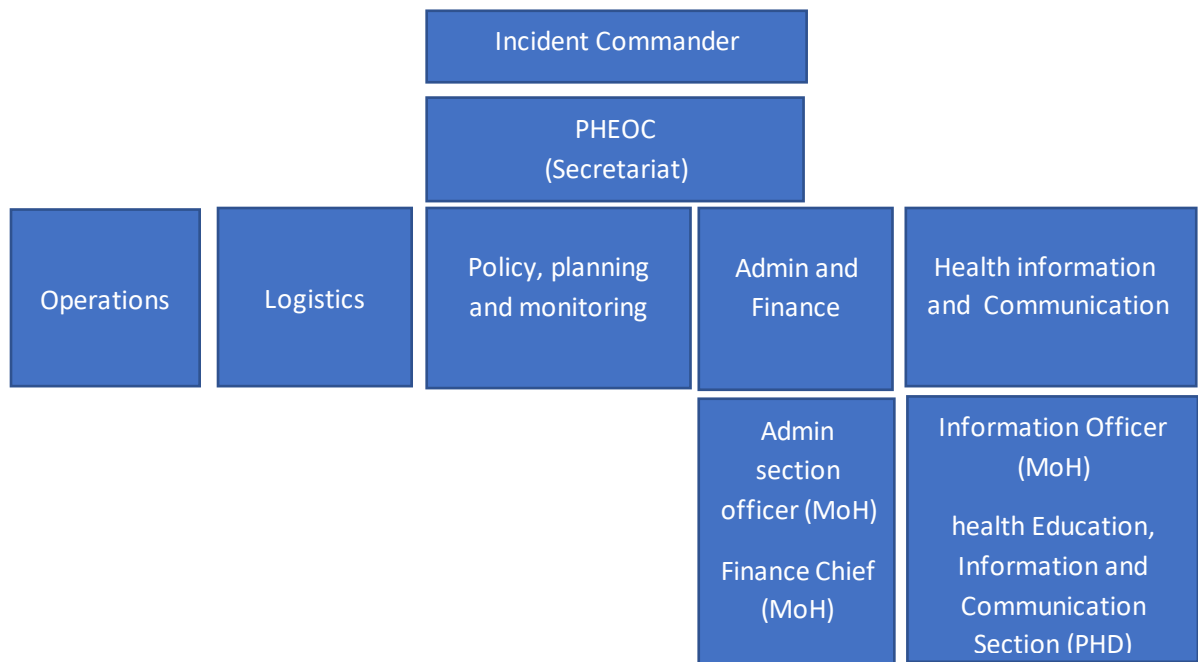 Incident Commander
PHEOC
(Secretariat)
Operations
Logistics
Policy, planning
and monitoring
Admin and
Finance
Health information
and Communication
Admin
section
officer (MoH)
Finance Chief
(MoH)
Information Officer
(MoH)
health Education,
Information and
Communication
Section (PHD)